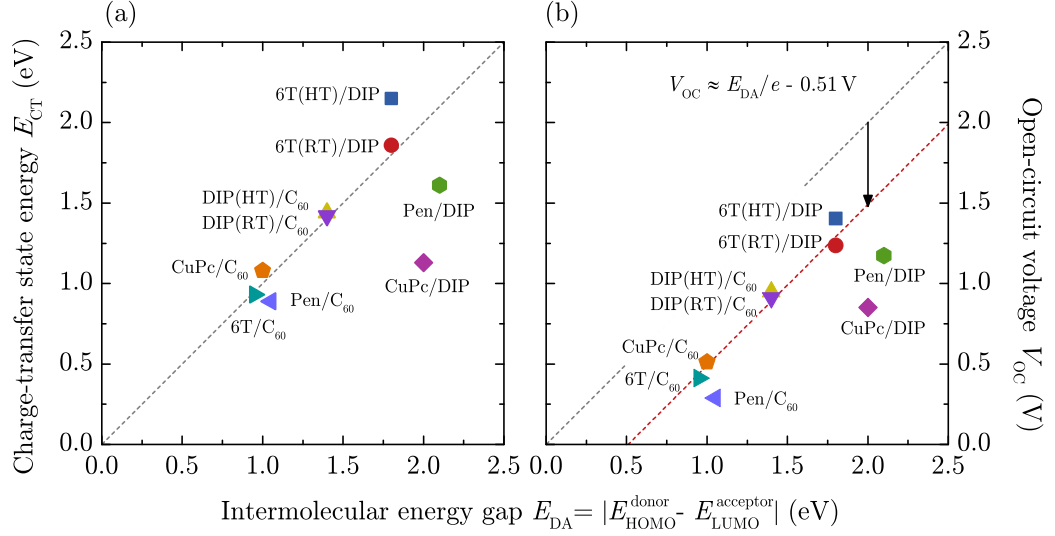 (a)
(b)
Charge-transfer state energy E_CT (eV)
2.5
2.0
1.5
1.0
0.5
0.0
6T(HT)/DIP
6T(RT)/DIP
DIP(HT)/C₆₀
DIP(RT)/C₆₀
Pen/DIP
CuPc/C₆₀
CuPc/DIP
Pen/C₆₀
6T/C₆₀
0.0
0.5
1.0
1.5
2.0
2.5
V_OC ≈ E_DA/e - 0.51 V
6T(HT)/DIP
6T(RT)/DIP
Pen/DIP
DIP(HT)/C₆₀
DIP(RT)/C₆₀
CuPc/DIP
CuPc/C₆₀
6T/C₆₀
Pen/C₆₀
0.0
0.5
1.0
1.5
2.0
2.5
2.5
2.0
1.5
1.0
0.5
0.0
Open-circuit voltage V_OC (V)
Intermolecular energy gap E_DA= |E_HOMO^donor- E_LUMO^acceptor| (eV)